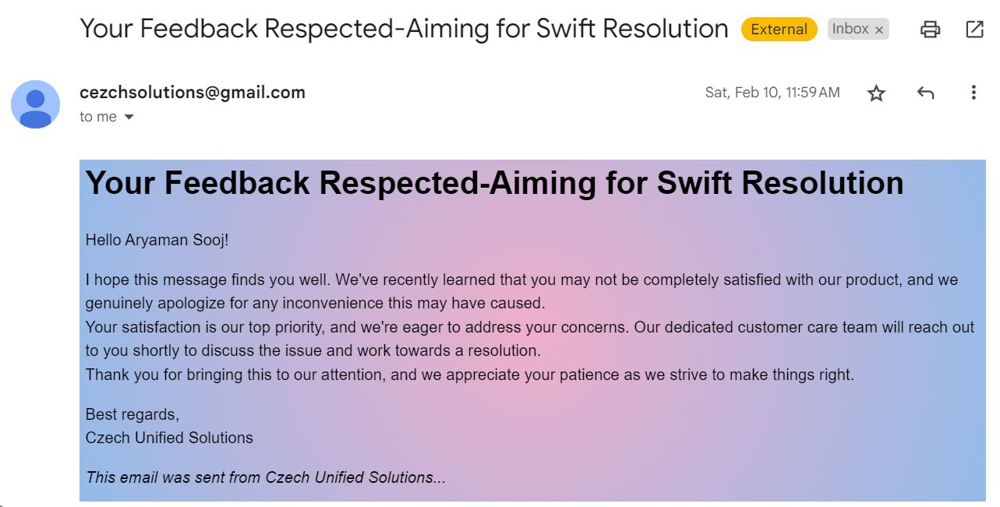 Your Feedback Respected-Aiming for Swift Resolution External Inbox ×
cezchsolutions@gmail.com Sat, Feb 10, 11:59 AM
to me
Your Feedback Respected-Aiming for Swift Resolution
Hello Aryaman Sooj!
I hope this message finds you well. We've recently learned that you may not be completely satisfied with our product, and we
genuinely apologize for any inconvenience this may have caused.
Your satisfaction is our top priority, and we're eager to address your concerns. Our dedicated customer care team will reach out
to you shortly to discuss the issue and work towards a resolution.
Thank you for bringing this to our attention, and we appreciate your patience as we strive to make things right.
Best regards,
Czech Unified Solutions
This email was sent from Czech Unified Solutions...